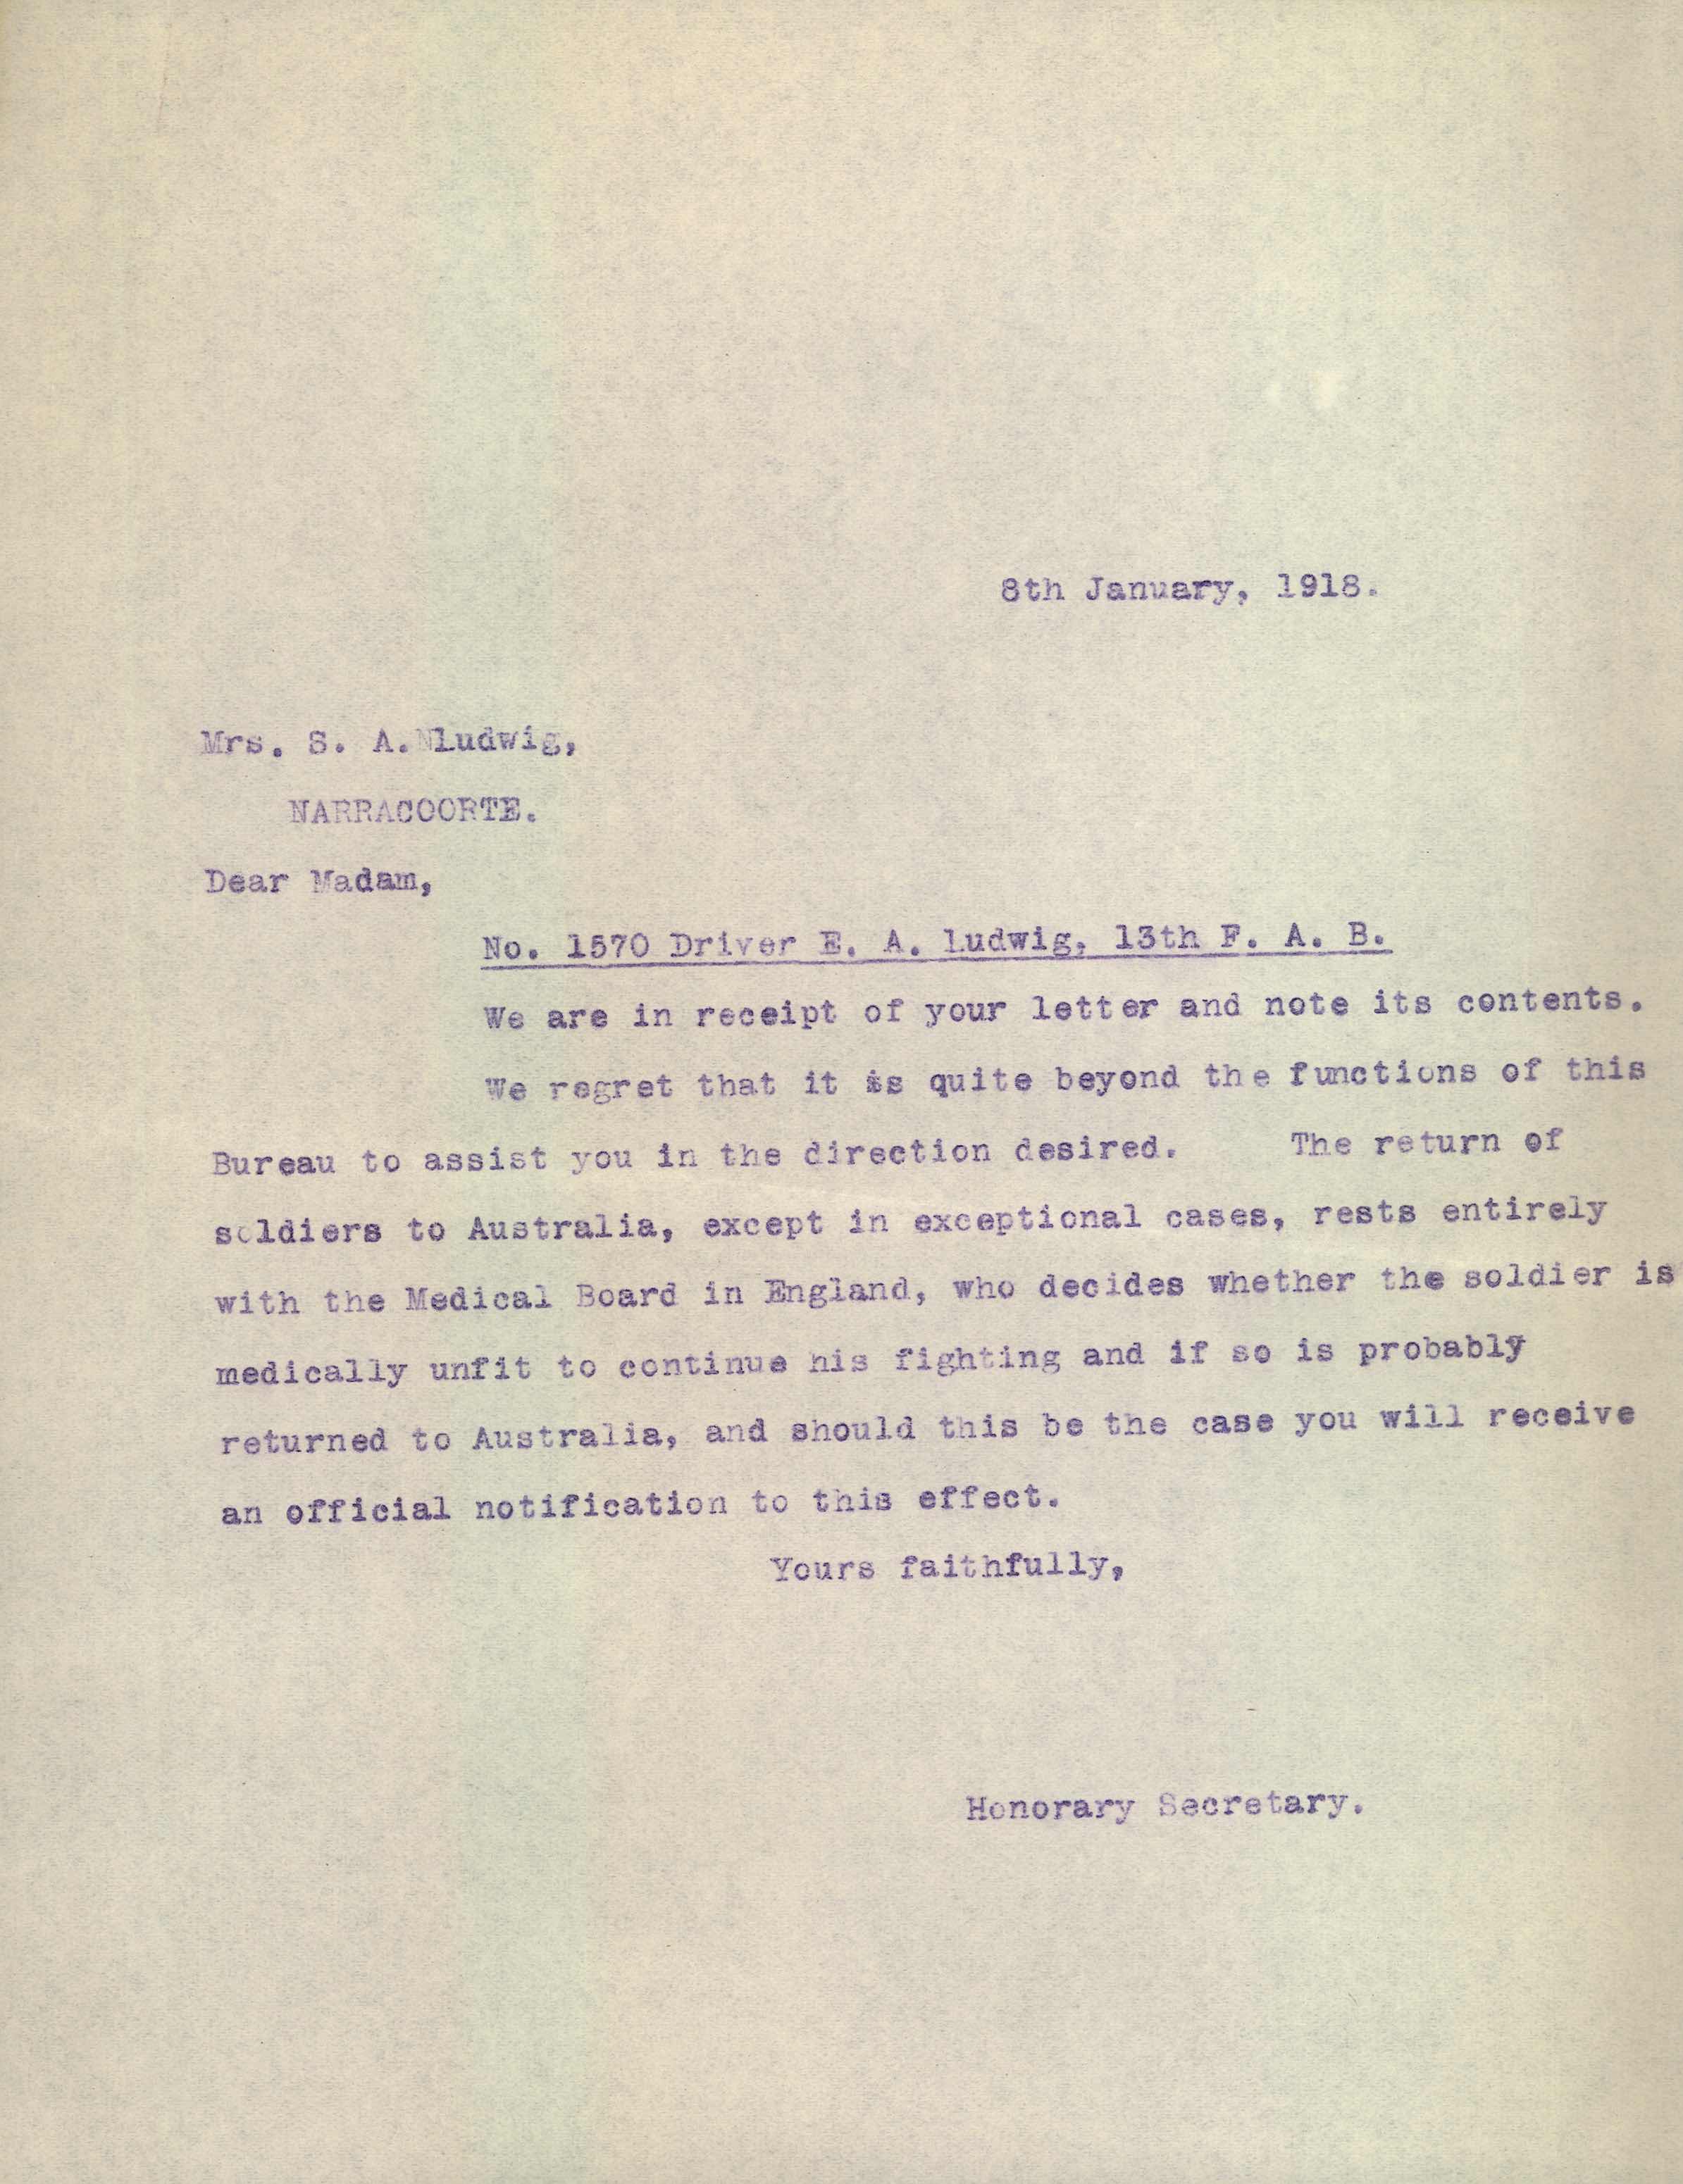 8th January, 1918.
Mrs. S. A. Ludwig,
NARRACOORTE.
Dear Madam,
No. 1570 Driver E. A. Ludwig, 13th F. A. B.
We are in receipt of your letter and note its contents.
We regret that it is quite beyond the functions of this
Bureau to assist you in the direction desired. The return of
soldiers to Australia, except in exceptional cases, rests entirely
with the Medical Board in England, who decides whether the soldier is
medically unfit to continue his fighting and if so is probably
returned to Australia, and should this be the case you will receive
an official notification to this effect.
Yours faithfully,
Honorary Secretary.